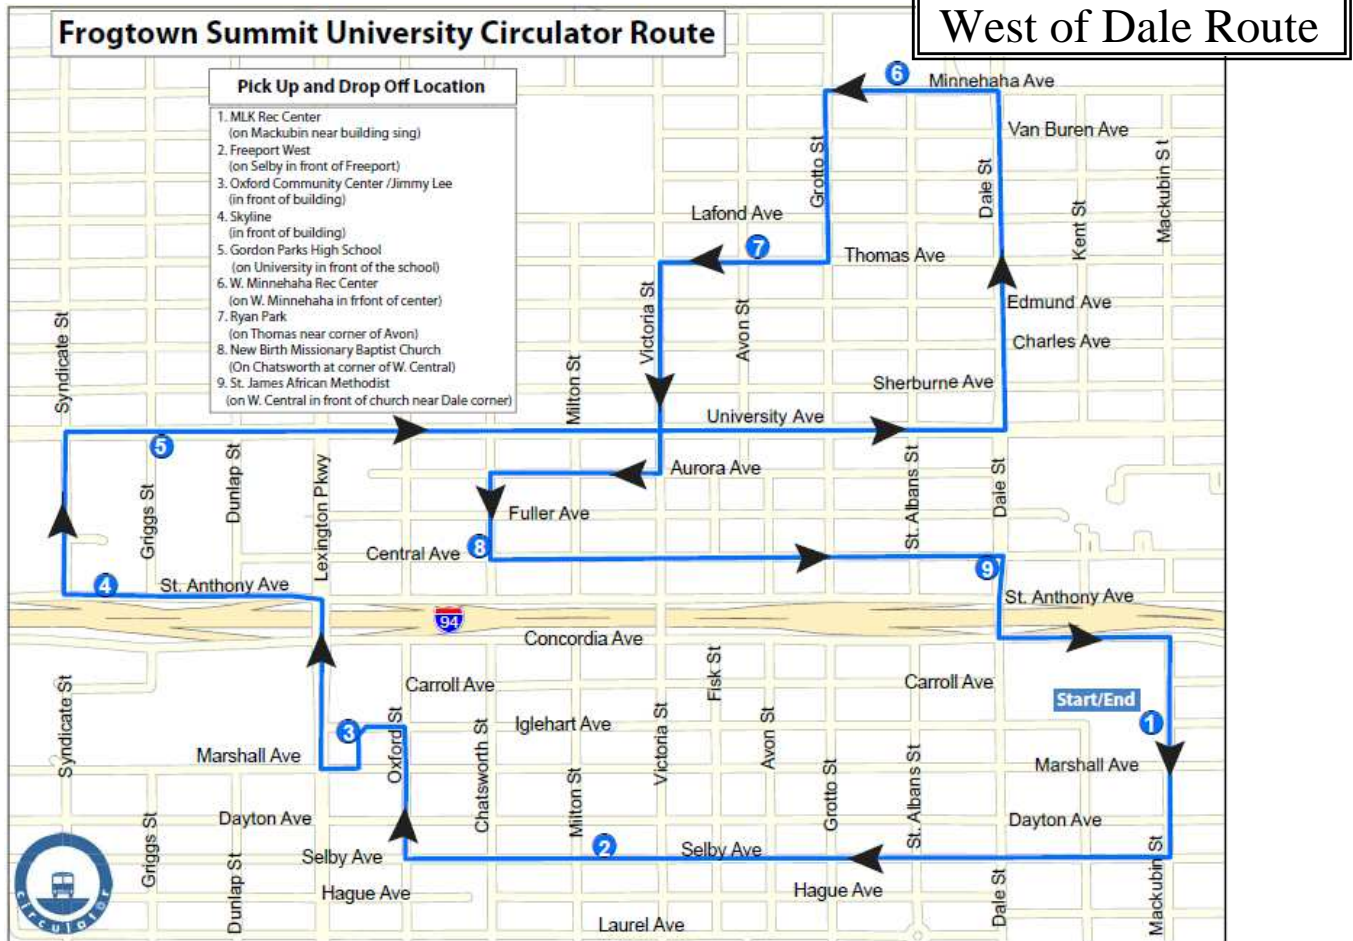 West of Dale Route
Frogtown Summit University Circulator Route
Pick Up and Drop Off Location
1. MLK Rec Center
(on Mackubin near building sing)
2. Freeport West
(on Selby in front of Freeport)
3. Oxford Community Center /Jimmy Lee
(in front of building)
4. Skyline
(in front of building)
5. Gordon Parks High School
(on University in front of the school)
6. W. Minnehaha Rec Center
(on W. Minnehaha in frfont of center)
7. Ryan Park
(on Thomas near corner of Avon)
8. New Birth Missionary Baptist Church
(On Chatsworth at corner of W. Central)
9. St. James African Methodist
(on W. Central in front of church near Dale corner)
6
Minnehaha Ave
Van Buren Ave
Grotto St
Dale St
Mackubin St
Kent St
Lafond Ave
7
Thomas Ave
Edmund Ave
Charles Ave
Syndicate St
Victoria St
Avon St
Milton St
Sherburne Ave
University Ave
5
Aurora Ave
Griggs St
Dunlap St
Lexington Pkwy
St. Albans St
Dale St
Fuller Ave
Central Ave
8
9
4
St. Anthony Ave
St. Anthony Ave
94
Concordia Ave
Carroll Ave
Fisk St
Carroll Ave
Start/End
1
Syndicate St
3
Oxford St
Iglehart Ave
Chatsworth St
Victoria St
Avon St
Marshall Ave
Marshall Ave
Milton St
Grotto St
St. Albans St
Dayton Ave
Dayton Ave
Griggs St
Dunlap St
Selby Ave
2
Selby Ave
Mackubin St
Hague Ave
Hague Ave
Dale St
Laurel Ave
circulator